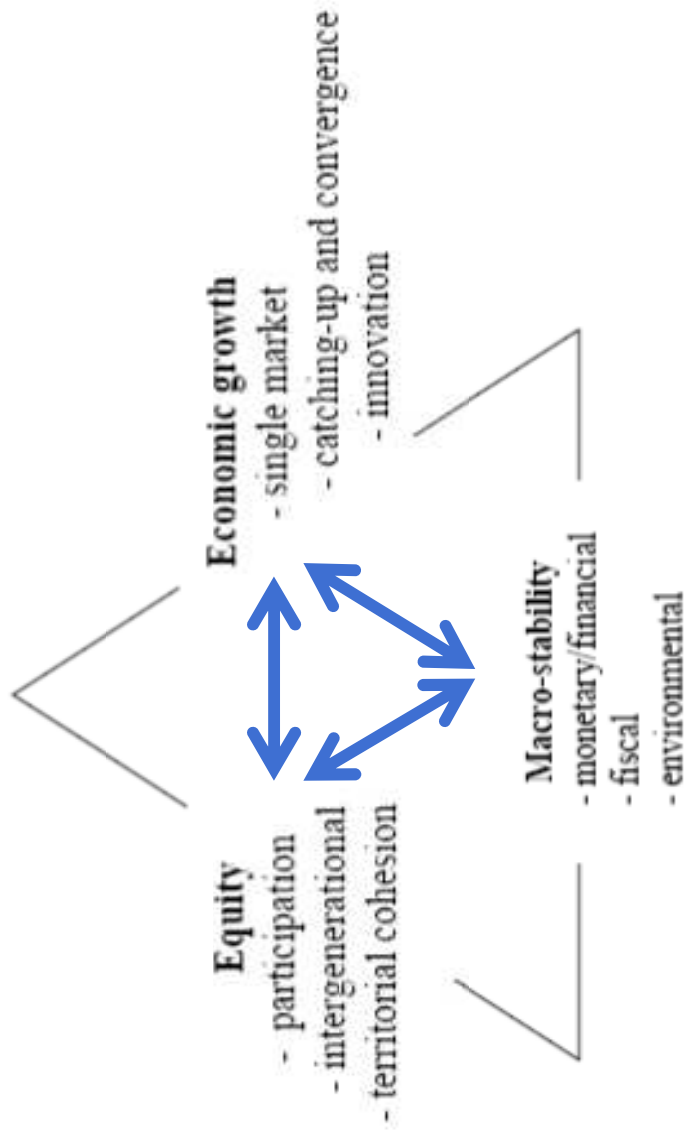 Equity
- participation
- intergenerational
- territorial cohesion
Economic growth
- single market
- catching-up and convergence
- innovation
Macro-stability
- monetary/financial
- fiscal
- environmental